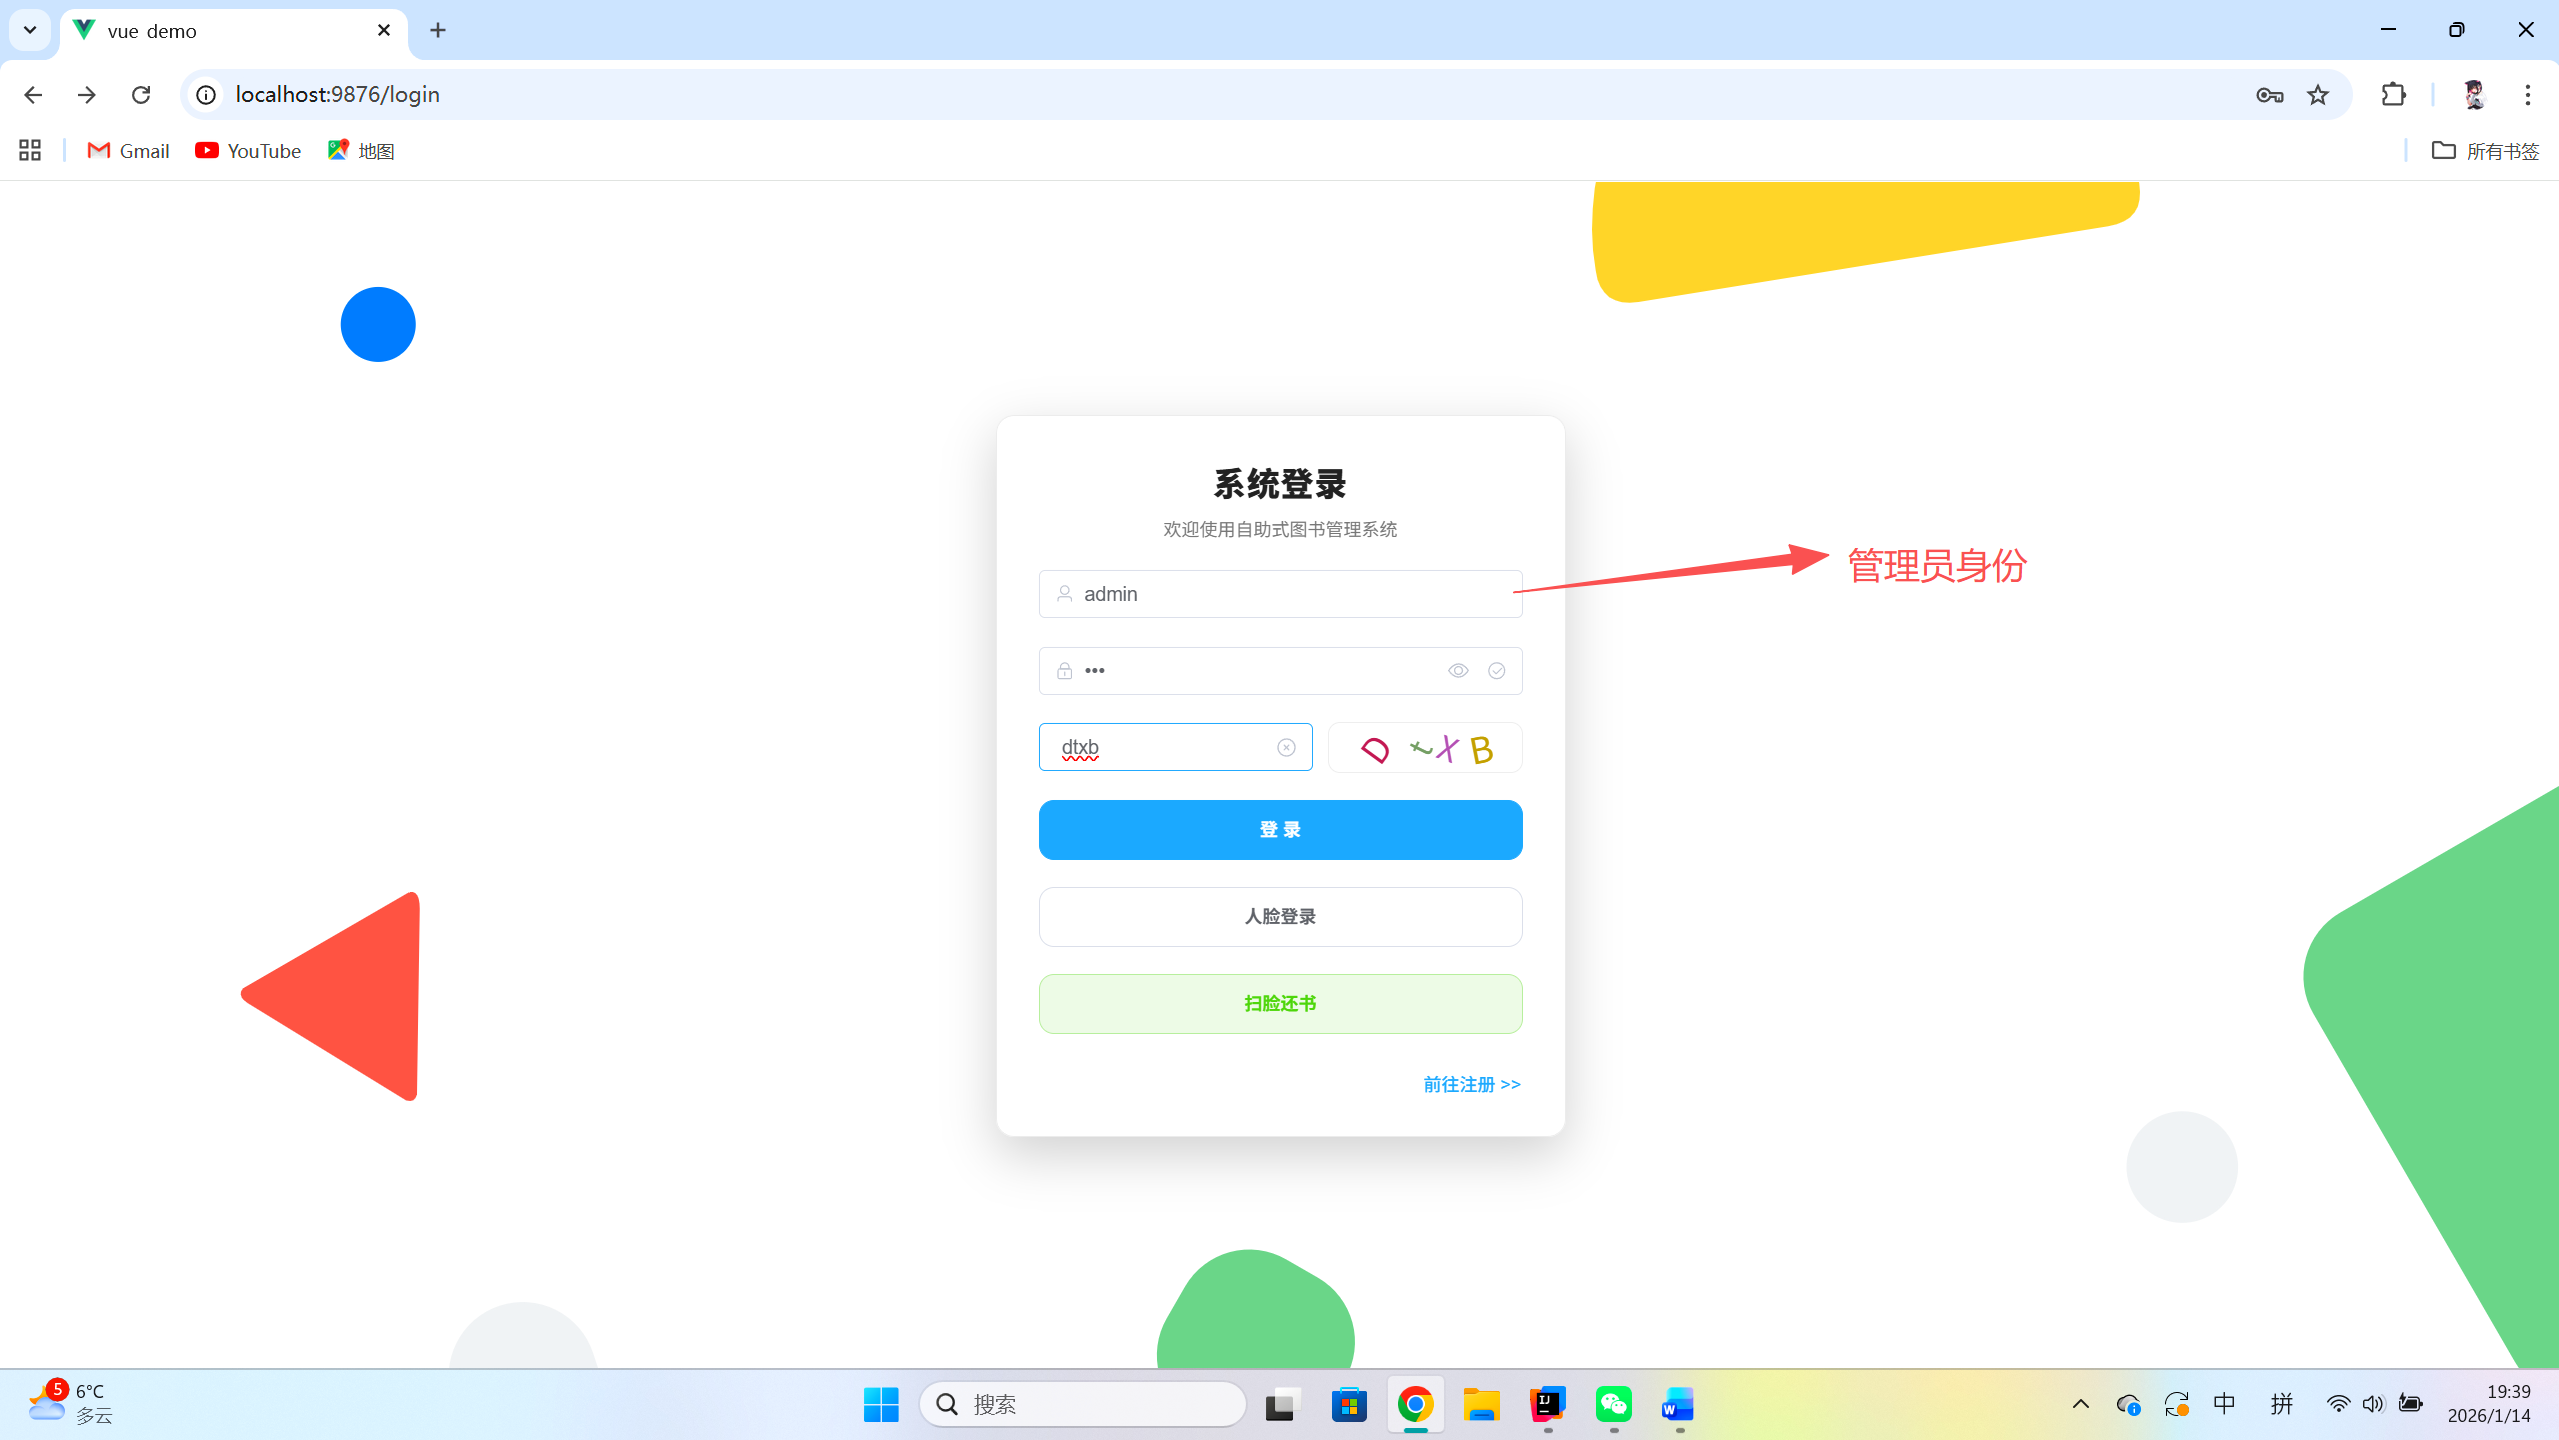 vue demo
localhost:9876/login
Gmail
YouTube
地图
所有书签
系统登录
欢迎使用自助式图书管理系统
admin
管理员身份
•••
dtxb
D t X B
登 录
人脸登录
扫脸还书
前往注册 >>
5
6°C
多云
搜索
中
拼
19:39
2026/1/14